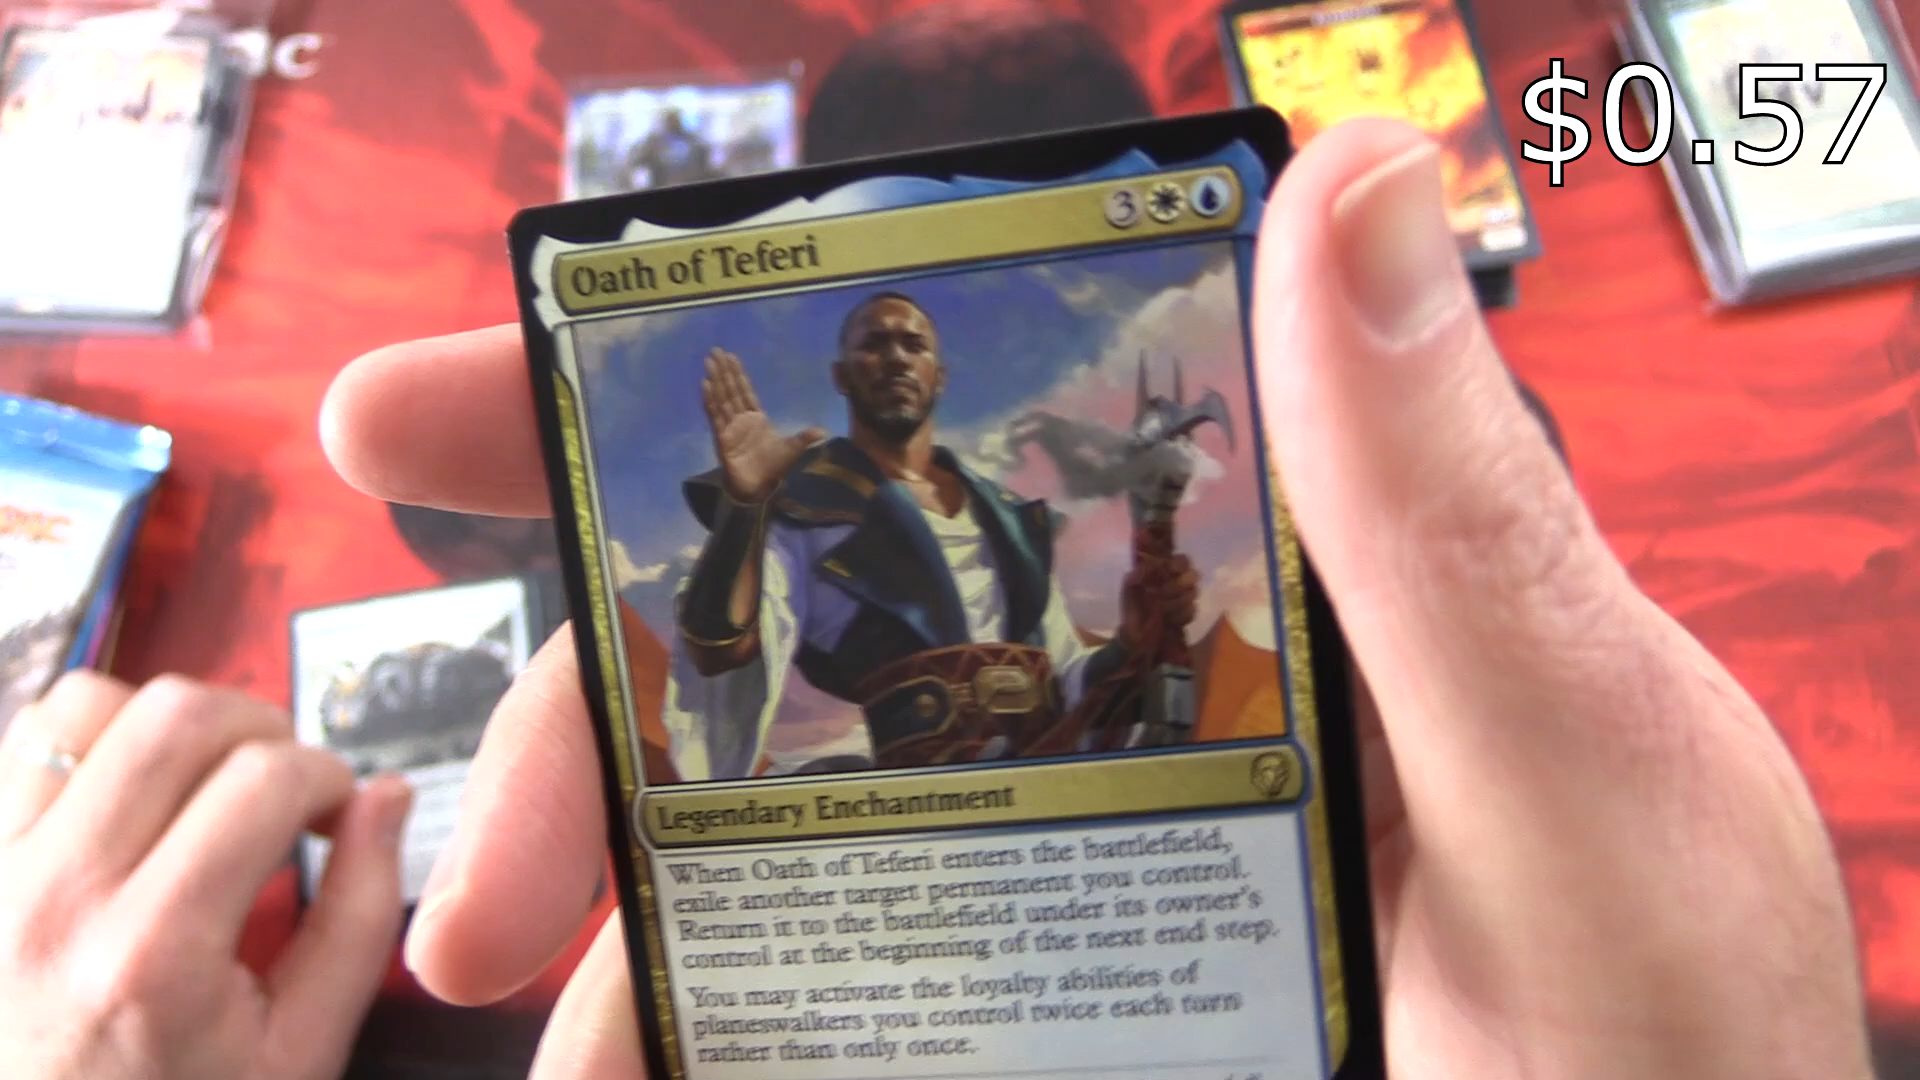 $0.57
Oath of Teferi
3
Legendary Enchantment
When Oath of Teferi enters the battlefield,
exile another target permanent you control.
Return it to the battlefield under its owner's
control at the beginning of the next end step.
You may activate the loyalty abilities of
planeswalkers you control twice each turn
rather than only once.